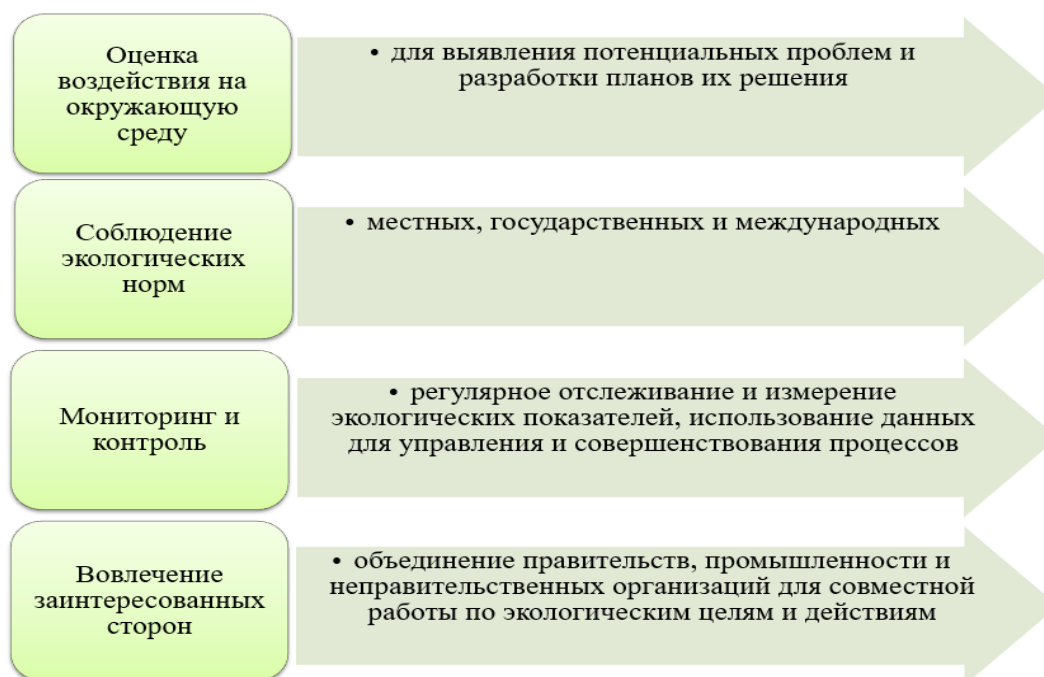 Оценка
воздействия на
окружающую
среду
• для выявления потенциальных проблем и
разработки планов их решения
Соблюдение
экологических
норм
• местных, государственных и международных
Мониторинг и
контроль
• регулярное отслеживание и измерение
экологических показателей, использование данных
для управления и совершенствования процессов
Вовлечение
заинтересованных
сторон
• объединение правительств, промышленности и
неправительственных организаций для совместной
работы по экологическим целям и действиям